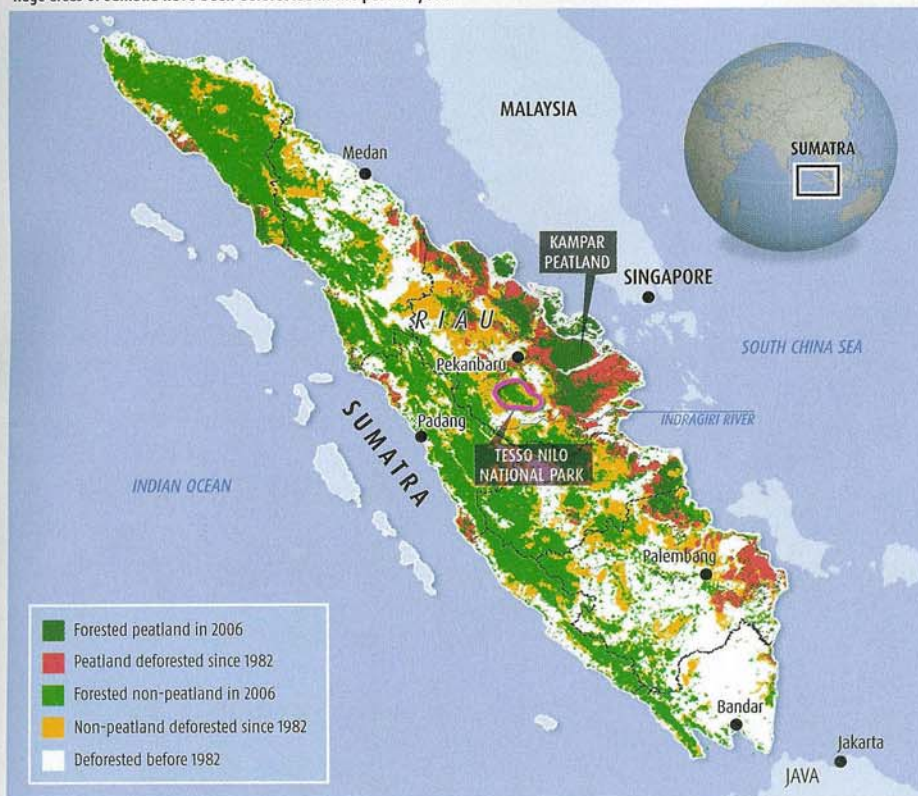 MALAYSIA
SUMATRA
Medan
KAMPAR
PEATLAND
SINGAPORE
RIAU
SOUTH CHINA SEA
Pekanbaru
INDRAGIRI RIVER
SUMATRA
Padang
TESSO NILO
NATIONAL PARK
INDIAN OCEAN
Palembang
Forested peatland in 2006
Peatland deforested since 1982
Forested non-peatland in 2006
Non-peatland deforested since 1982
Deforested before 1982
Bandar
Jakarta
JAVA